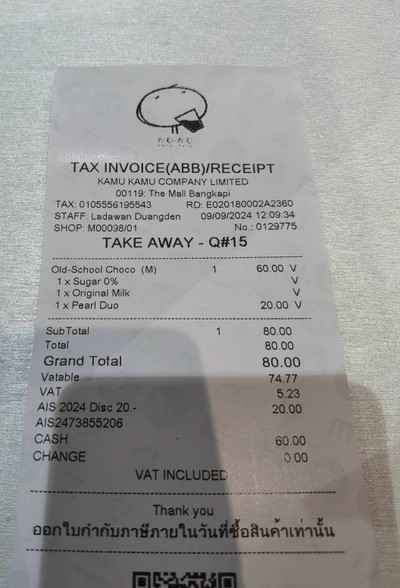 TAX INVOICE(ABB)/RECEIPT
KAMU KAMU COMPANY LIMITED
00119: The Mall Bangkapi
TAX: 0105556195543 RD: E020180002A2360
STAFF: Ladawan Duangden 09/09/2024 12:09:34
SHOP: M00098/01 No.: 0129775
TAKE AWAY - Q#15
Old-School Choco (M) 1 60.00 V
1 x Sugar 0% V
1 x Original Milk V
1 x Pearl Duo 20.00 V
SubTotal 1 80.00
Total 80.00
Grand Total 80.00
Vatable 74.77
VAT 5.23
AIS 2024 Disc 20.- 20.00
AIS2473855206
CASH 60.00
CHANGE 0.00
VAT INCLUDED
Thank you
ออกใบกำกับภาษีภายในวันที่ซื้อสินค้าเท่านั้น